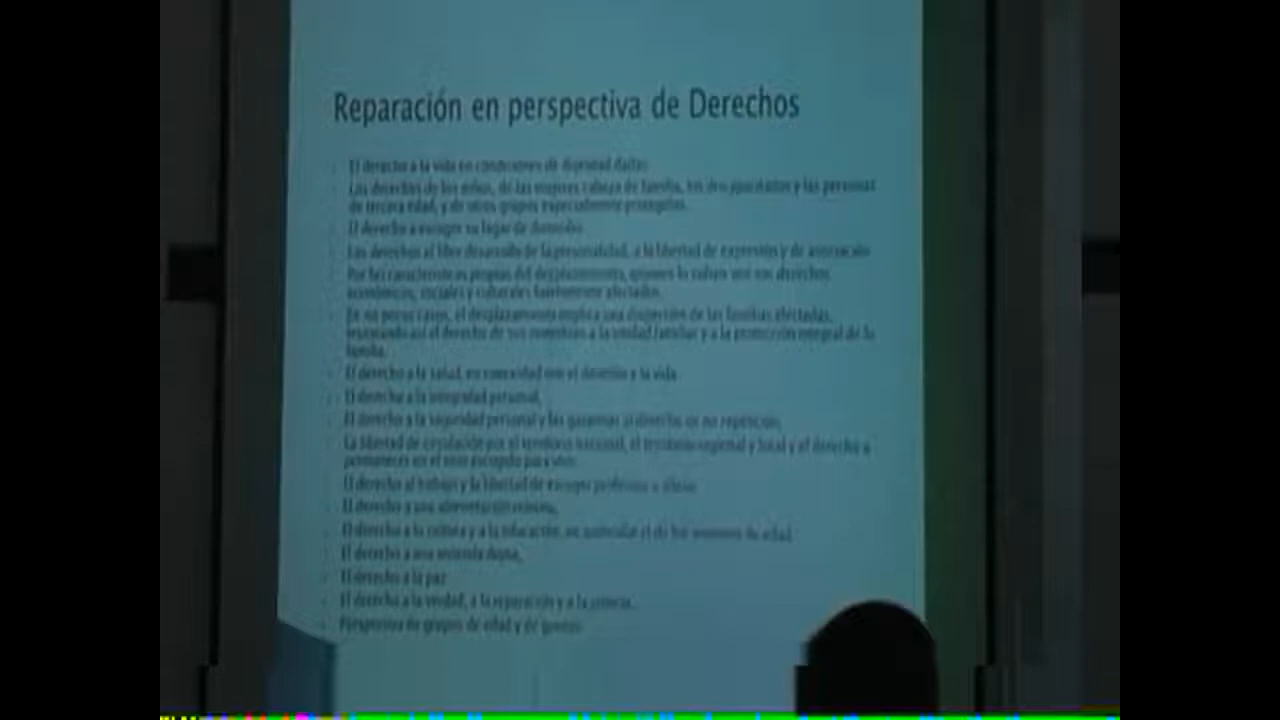 Reparación en perspectiva de Derechos
El derecho a la vida en condiciones de dignidad
Los derechos de los niños, de las mujeres cabeza de familia, los discapacitados y las personas
de tercera edad, y de otros grupos especialmente protegidos.
El derecho a escoger su lugar de domicilio
Los derechos al libre desarrollo de la personalidad, a la libertad de expresión y de asociación
Por las características propias del desplazamiento, quienes lo sufren ven sus derechos
económicos, sociales y culturales fuertemente afectados.
En no pocos casos, el desplazamiento implica una dispersión de las familias afectadas,
el derecho de sus miembros a la unidad familiar y a la protección integral de la
familia.
El derecho a la salud, en conexidad con el derecho a la vida
El derecho a la integridad personal,
El derecho a la seguridad personal y las garantías al derecho de no repetición,
La libertad de circulación por el territorio nacional, el territorio regional y local y el derecho a
permanecer en el sitio escogido para vivir
El derecho al trabajo y la libertad de escoger profesión u oficio
El derecho a una alimentación mínima,
El derecho a la cultura y a la educación, en particular el de los menores de edad
El derecho a una vivienda digna,
El derecho a la paz
El derecho a la verdad, a la reparación y a la justicia,
Perspectiva de grupos de edad y de género